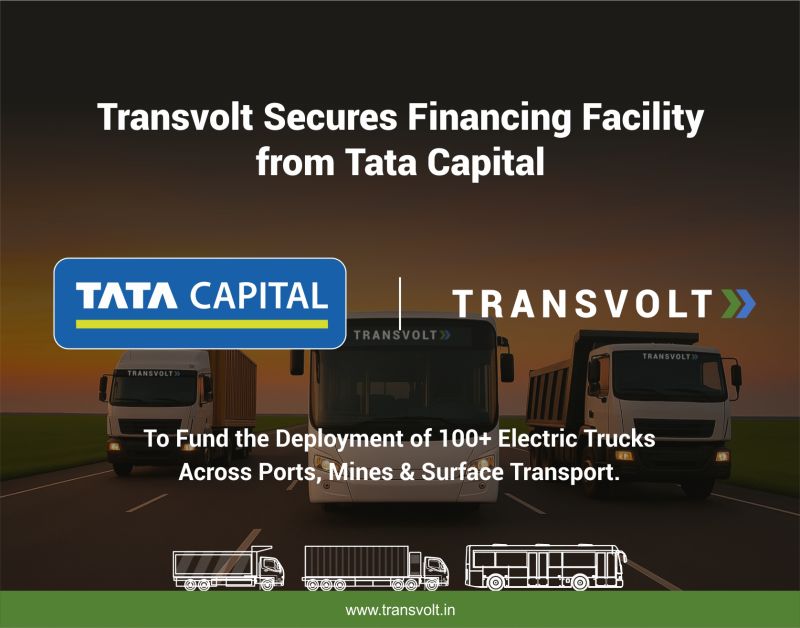 Transvolt Secures Financing Facility
from Tata Capital
TATA CAPITAL
TRANSVOLT
TRANSVOLT
TRANSVOLT
TRANSVOLT
To Fund the Deployment of 100+ Electric Trucks
Across Ports, Mines & Surface Transport.
www.transvolt.in